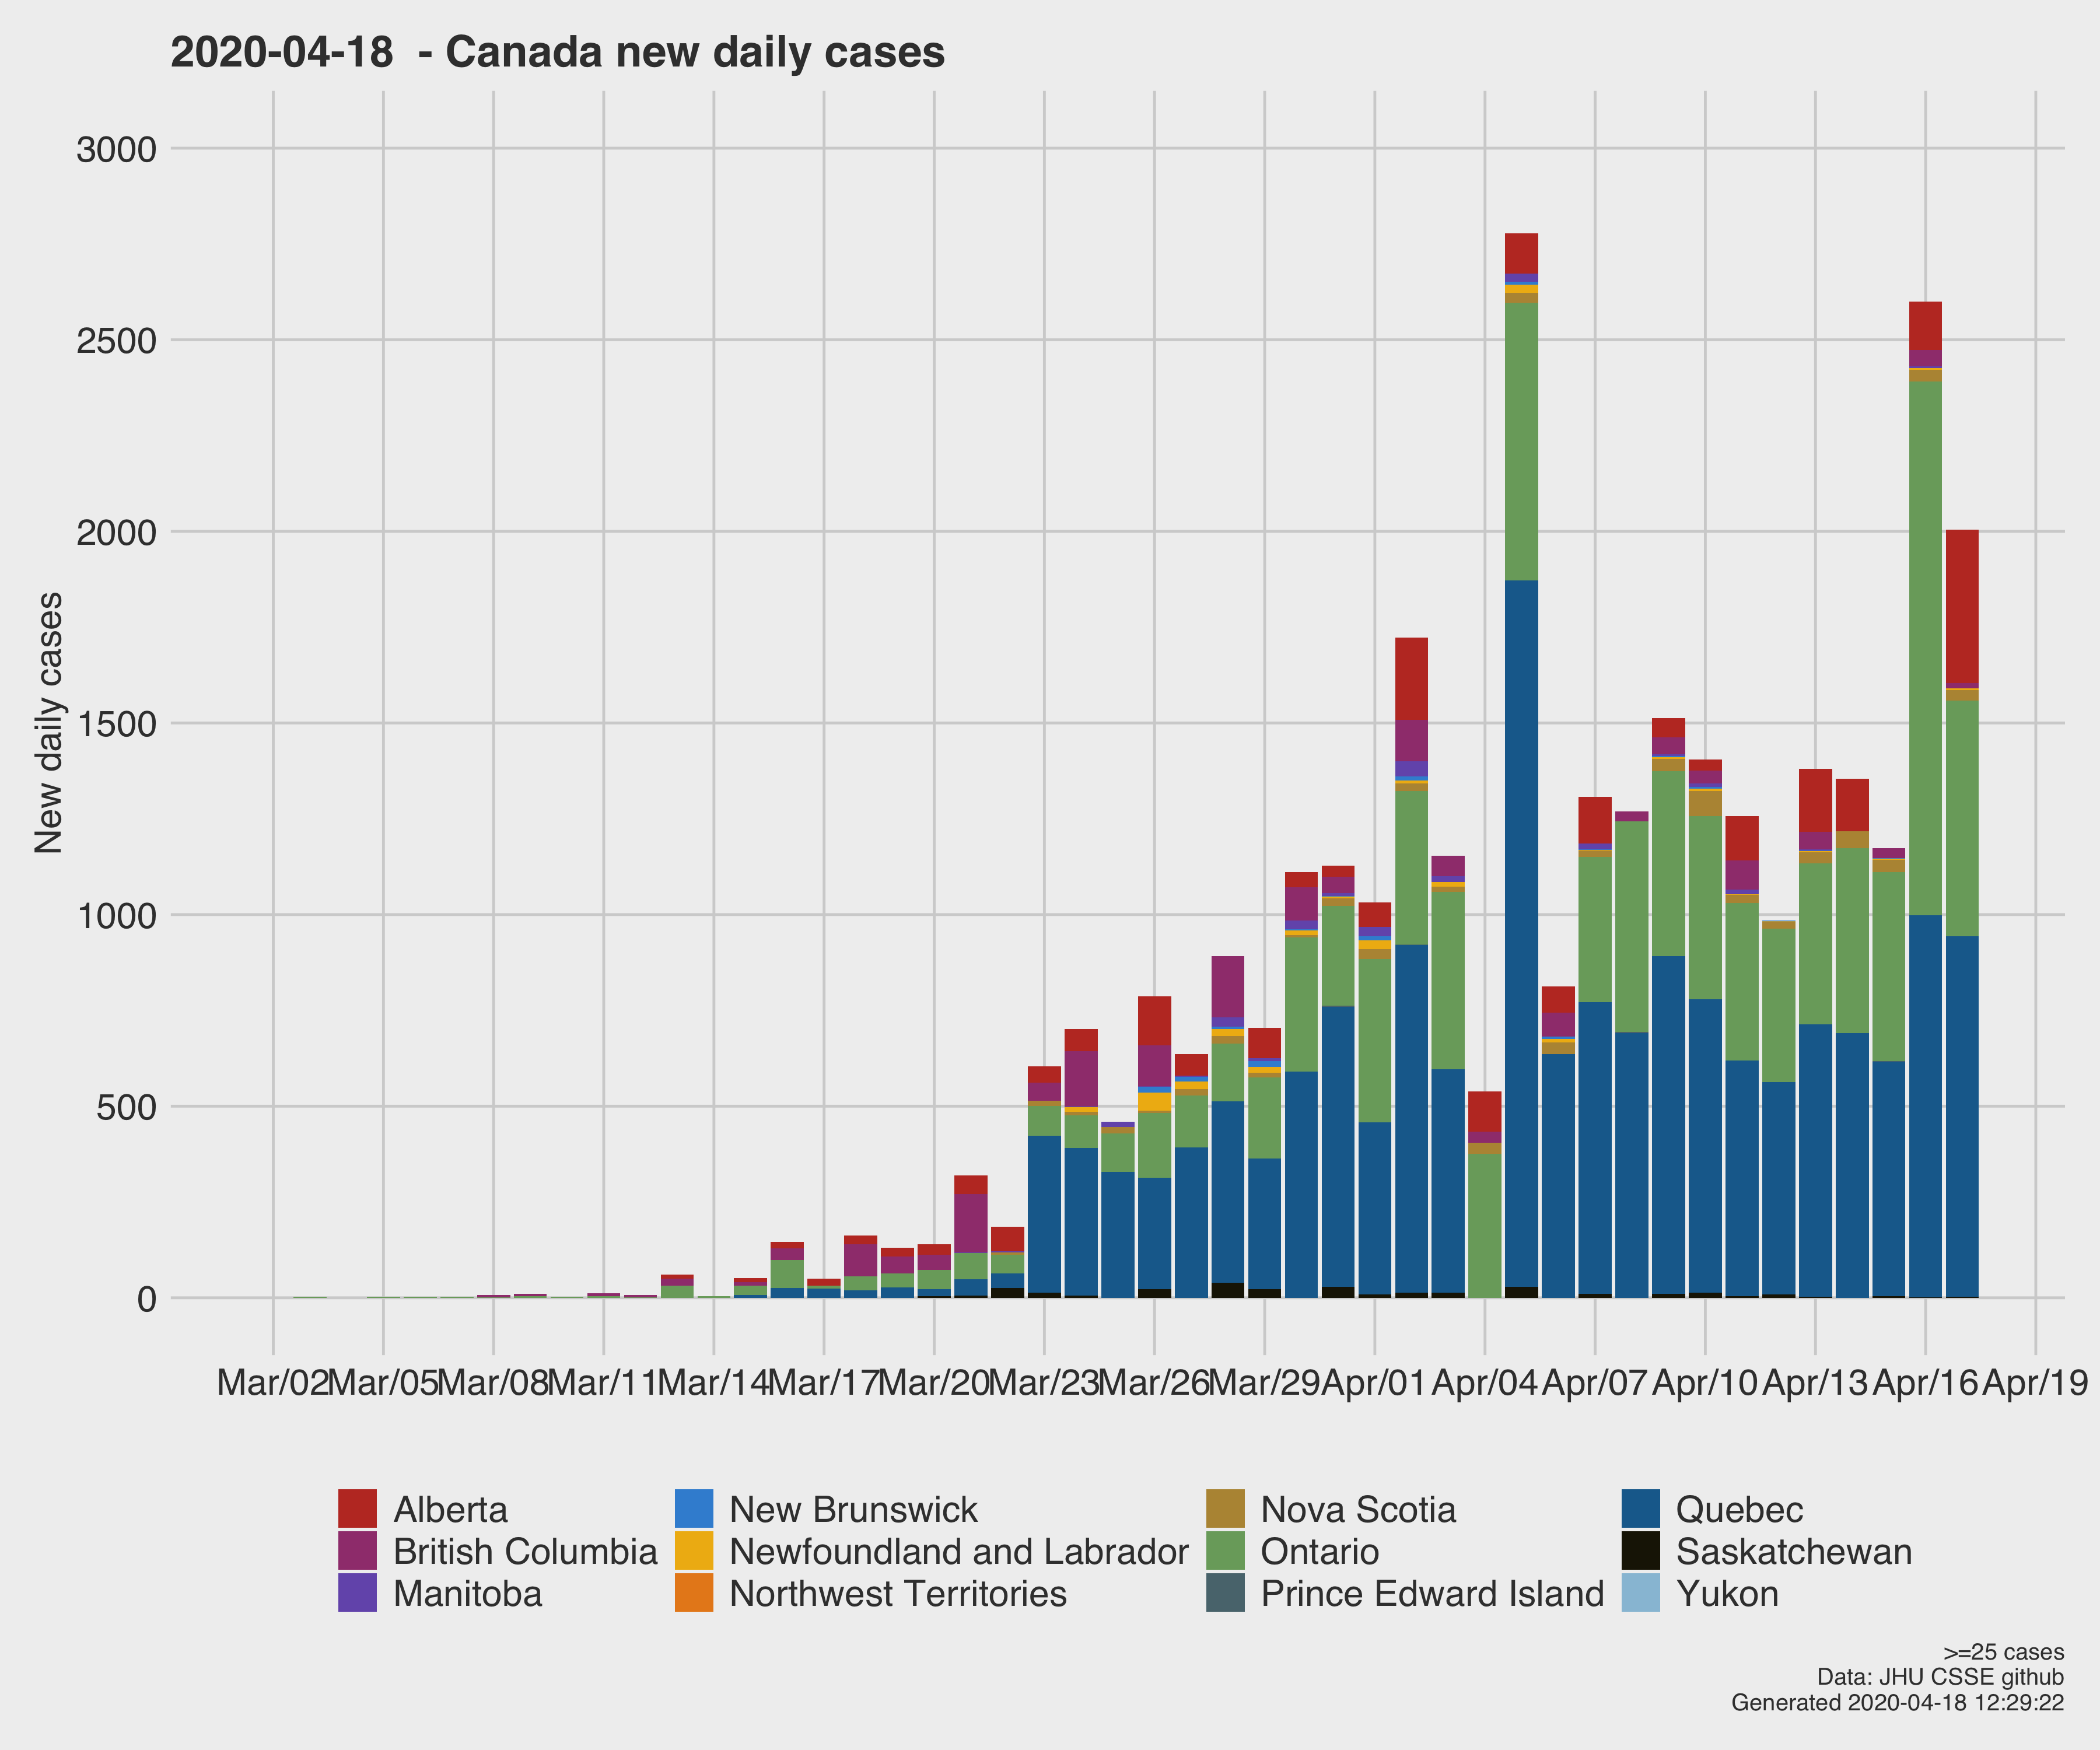 2020-04-18 - Canada new daily cases
3000
2500
2000
1500
1000
500
0
New daily cases
Mar/02 Mar/05 Mar/08 Mar/11 Mar/14 Mar/17 Mar/20 Mar/23 Mar/26 Mar/29 Apr/01 Apr/04 Apr/07 Apr/10 Apr/13 Apr/16 Apr/19
Alberta New Brunswick Nova Scotia Quebec
British Columbia Newfoundland and Labrador Ontario Saskatchewan
Manitoba Northwest Territories Prince Edward Island Yukon
>=25 cases
Data: JHU CSSE github
Generated 2020-04-18 12:29:22